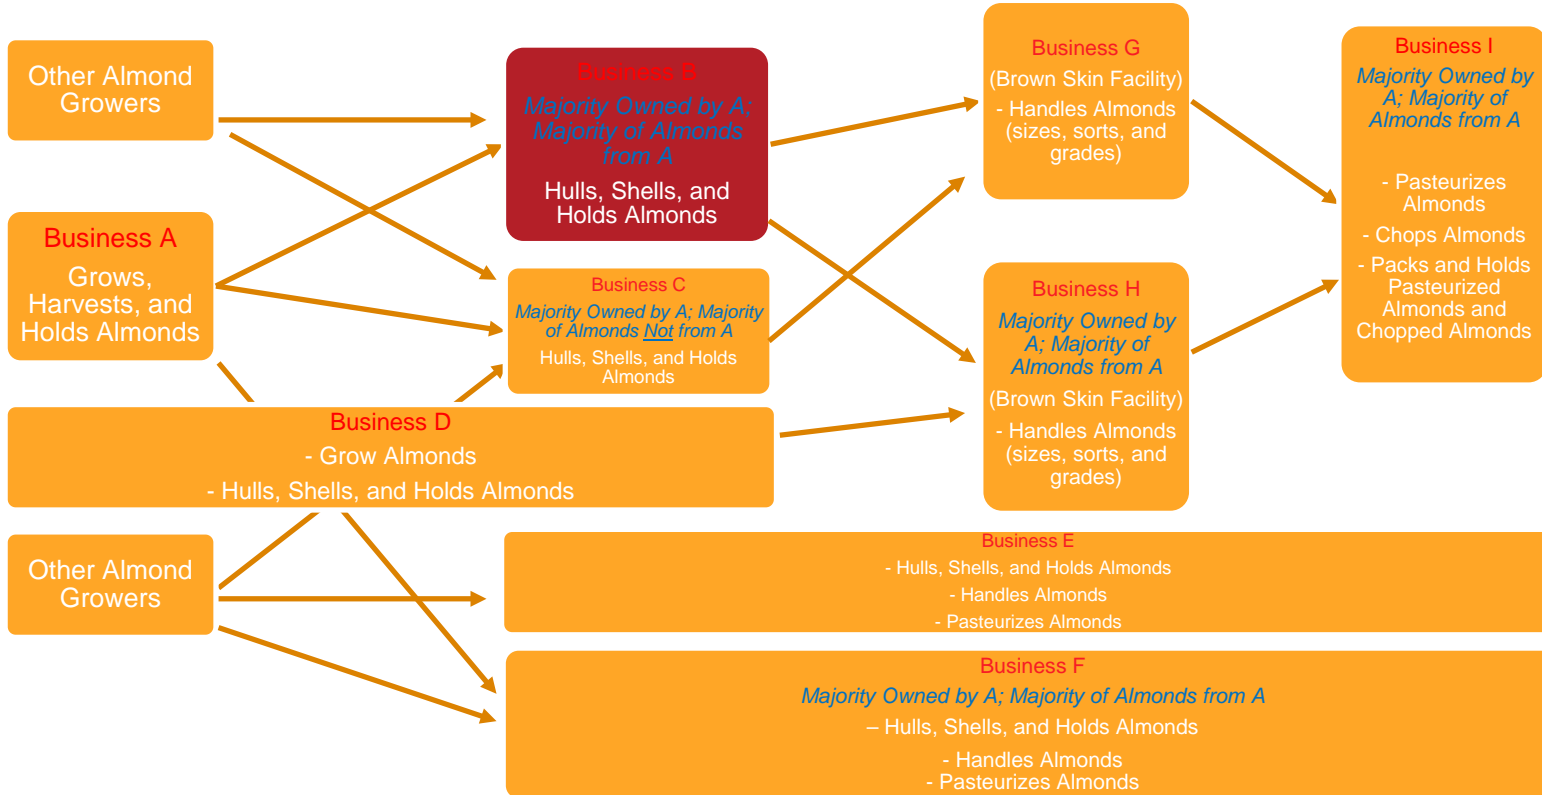 Other Almond
Growers
Business A
Grows,
Harvests, and
Holds Almonds
Business B
Majority Owned by A;
Majority of Almonds
from A
Hulls, Shells, and
Holds Almonds
Business C
Majority Owned by A; Majority
of Almonds Not from A
Hulls, Shells, and Holds
Almonds
Business D
- Grow Almonds
- Hulls, Shells, and Holds Almonds
Other Almond
Growers
Business G
(Brown Skin Facility)
- Handles Almonds
(sizes, sorts, and
grades)
Business H
Majority Owned by
A; Majority of
Almonds from A
(Brown Skin Facility)
- Handles Almonds
(sizes, sorts, and
grades)
Business I
Majority Owned by
A; Majority of
Almonds from A
- Pasteurizes
Almonds
- Chops Almonds
- Packs and Holds
Pasteurized
Almonds and
Chopped Almonds
Business E
- Hulls, Shells, and Holds Almonds
- Handles Almonds
- Pasteurizes Almonds
Business F
Majority Owned by A; Majority of Almonds from A
– Hulls, Shells, and Holds Almonds
- Handles Almonds
- Pasteurizes Almonds